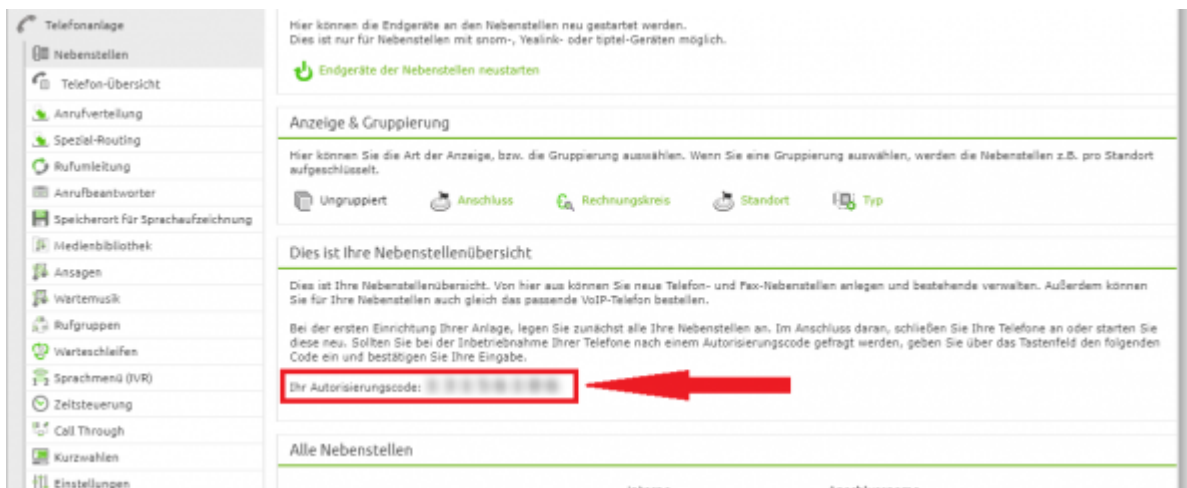 Telefonanlage
Nebenstellen
Telefon-Übersicht
Anrufverteilung
Spezial-Routing
Rufumleitung
Anrufbeantworter
Speicherort für Sprachaufzeichnung
Medienbibliothek
Ansagen
Wartemusik
Rufgruppen
Warteschleifen
Sprachmenü (IVR)
Zeitsteuerung
Call Through
Kurzwahlen
Einstellungen
Hier können die Endgeräte an den Nebenstellen neu gestartet werden.
Dies ist nur für Nebenstellen mit snom-, Yealink- oder tiptel-Geräten möglich.
Endgeräte der Nebenstellen neustarten
Anzeige & Gruppierung
Hier können Sie die Art der Anzeige, bzw. die Gruppierung auswählen. Wenn Sie eine Gruppierung auswählen, werden die Nebenstellen z.B. pro Standort
aufgeschlüsselt.
Ungruppiert Anschluss Rechnungskreis Standort Typ
Dies ist Ihre Nebenstellenübersicht
Dies ist Ihre Nebenstellenübersicht. Von hier aus können Sie neue Telefon- und Fax-Nebenstellen anlegen und bestehende verwalten. Außerdem können
Sie für Ihre Nebenstellen auch gleich das passende VoIP-Telefon bestellen.
Bei der ersten Einrichtung Ihrer Anlage, legen Sie zunächst alle Ihre Nebenstellen an. Im Anschluss daran, schließen Sie Ihre Telefone an oder starten Sie
diese neu. Sollten Sie bei der Inbetriebnahme Ihrer Telefone nach einem Autorisierungscode gefragt werden, geben Sie über das Tastenfeld den folgenden
Code ein und bestätigen Sie Ihre Eingabe.
Ihr Autorisierungscode:
Alle Nebenstellen